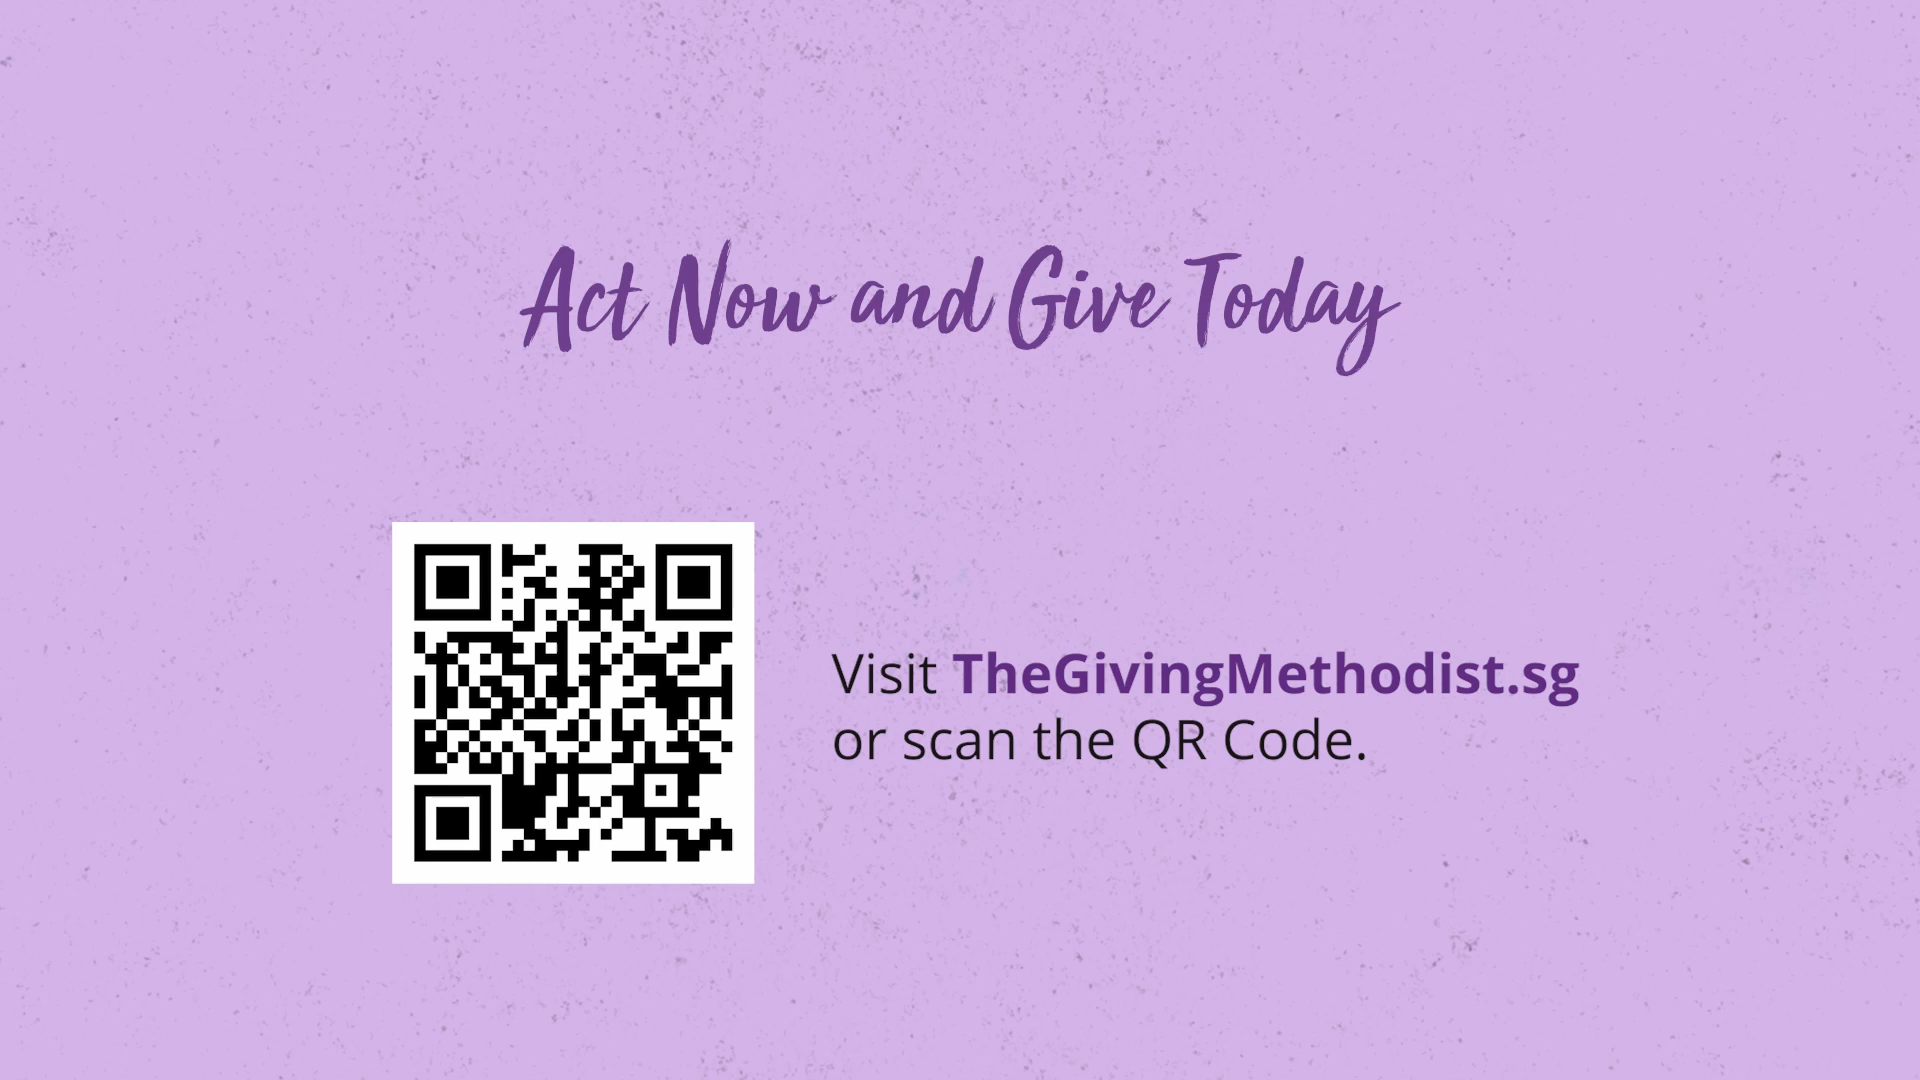 Act Now and Give Today
Visit TheGivingMethodist.sg
or scan the QR Code.